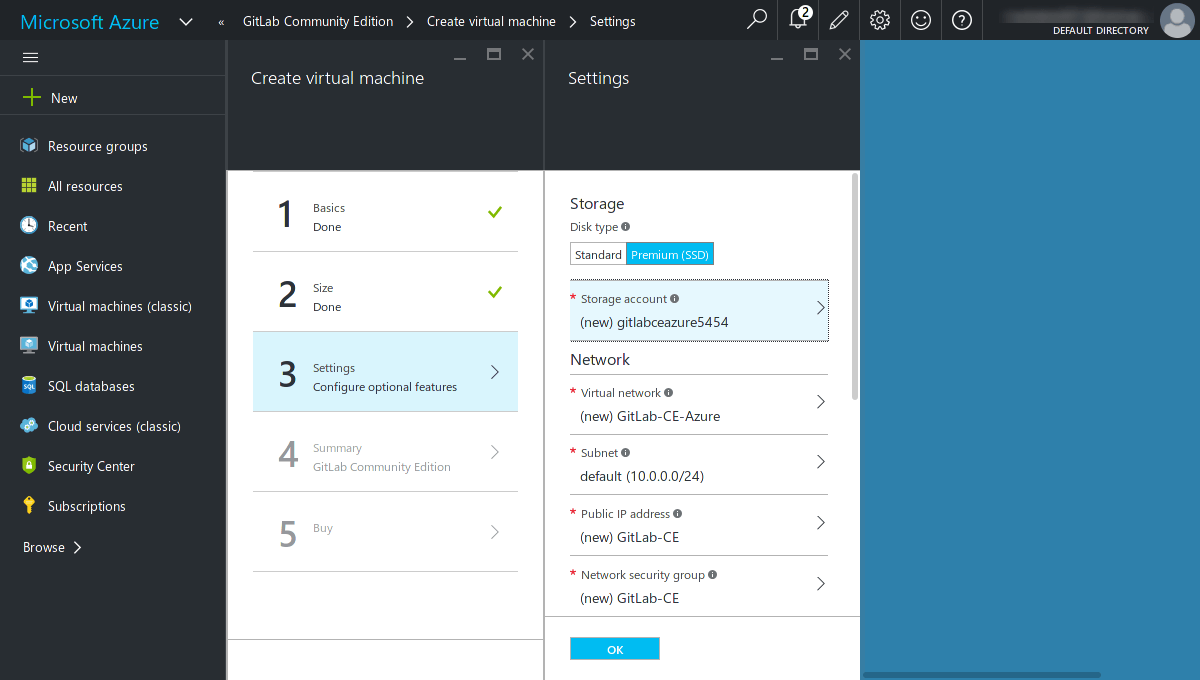 Microsoft Azure
« GitLab Community Edition > Create virtual machine > Settings
2
DEFAULT DIRECTORY
New
Resource groups
All resources
Recent
App Services
Virtual machines (classic)
Virtual machines
SQL databases
Cloud services (classic)
Security Center
Subscriptions
Browse >
Create virtual machine
1
Basics
Done
2
Size
Done
3
Settings
Configure optional features
4
Summary
GitLab Community Edition
5
Buy
Settings
Storage
Disk type
Standard Premium (SSD)
* Storage account
(new) gitlabceazure5454
Network
* Virtual network
(new) GitLab-CE-Azure
* Subnet
default (10.0.0.0/24)
* Public IP address
(new) GitLab-CE
* Network security group
(new) GitLab-CE
OK